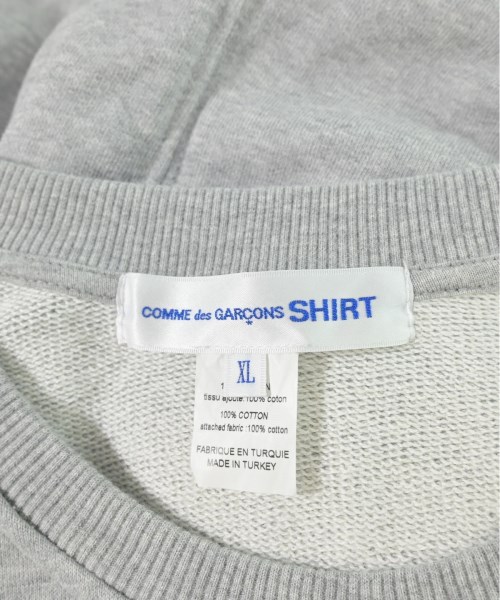 COMME des GARÇONS SHIRT
XL
tissu ajoute:100% coton
100% COTTON
attached fabric :100% cotton
FABRIQUE EN TURQUIE
MADE IN TURKEY